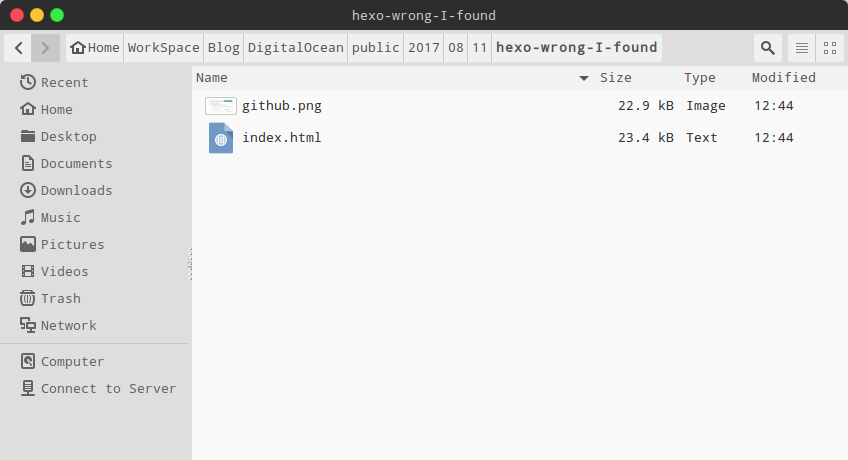 hexo-wrong-I-found
Home WorkSpace Blog DigitalOcean public 2017 08 11 hexo-wrong-I-found
Recent
Home
Desktop
Documents
Downloads
Music
Pictures
Videos
Trash
Network
Computer
Connect to Server
Name Size Type Modified
github.png 22.9 kB Image 12:44
index.html 23.4 kB Text 12:44